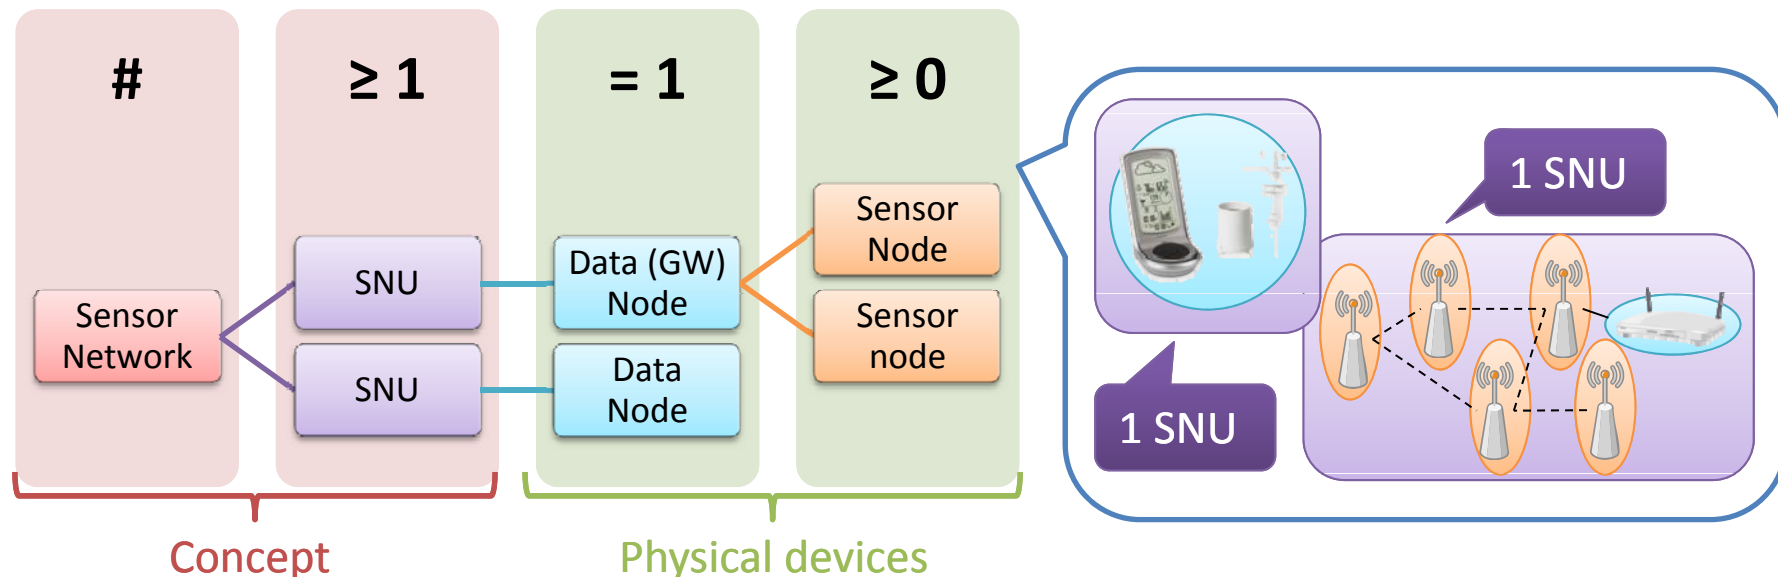 #
≥ 1
= 1
≥ 0
Sensor
Network
SNU
SNU
Data (GW)
Node
Data
Node
Sensor
Node
Sensor
node
1 SNU
1 SNU
Concept
Physical devices